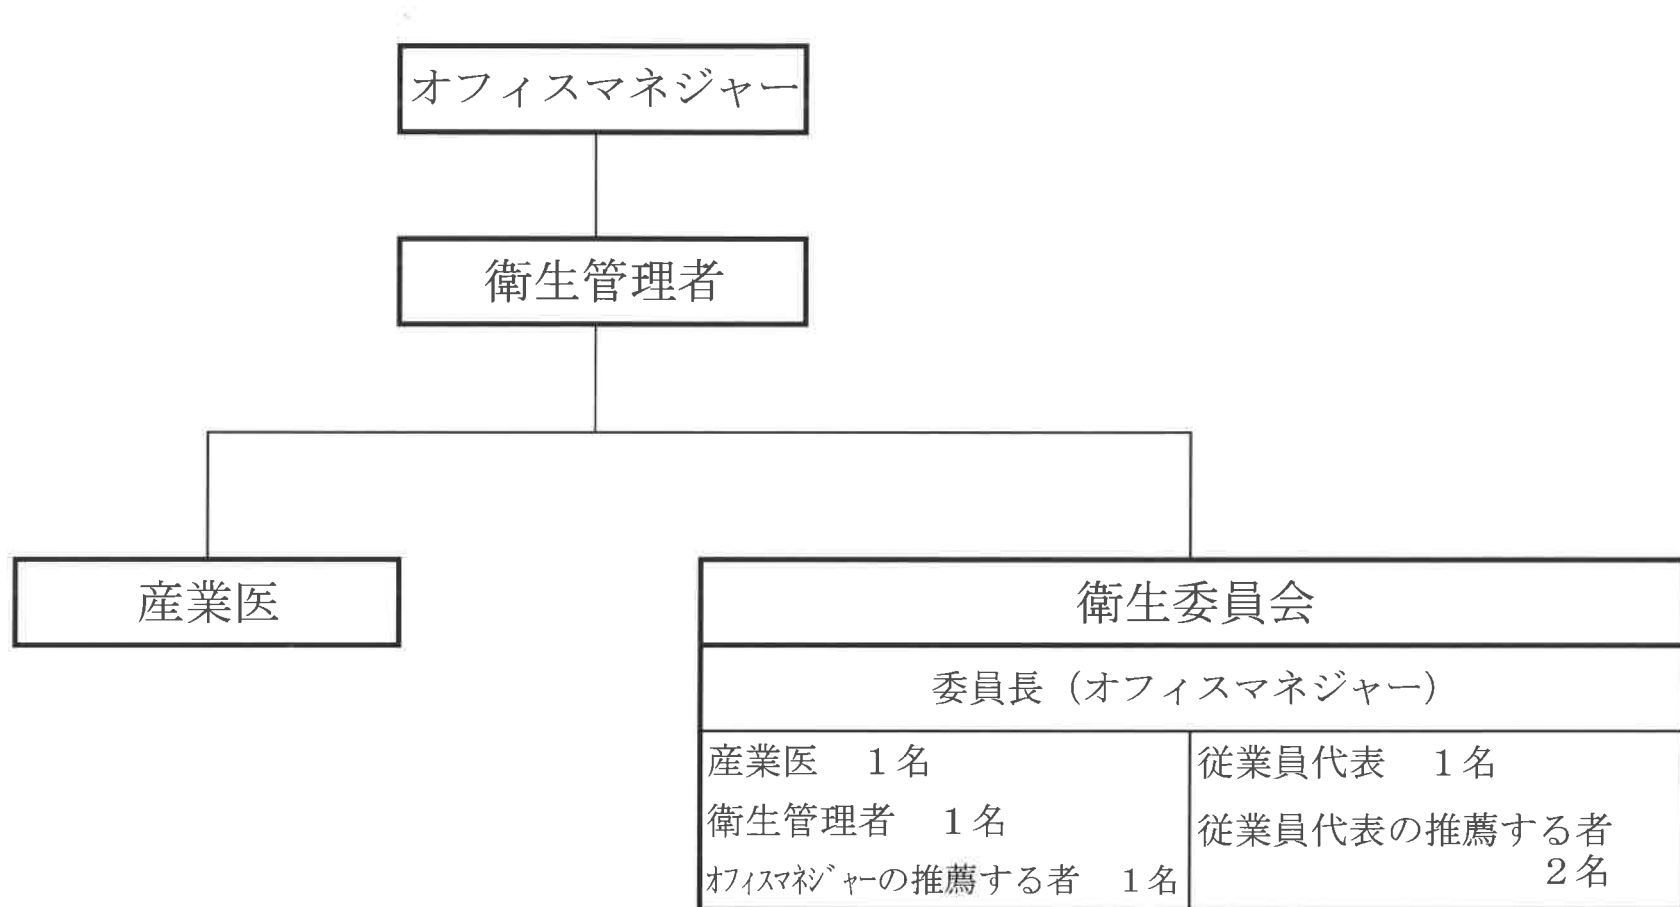 オフィスマネジャー
衛生管理者
産業医
衛生委員会
委員長（オフィスマネジャー）
産業医　１名
衛生管理者　１名
ｵﾌｨｽﾏﾈｼﾞｬｰの推薦する者　１名
従業員代表　１名
従業員代表の推薦する者
２名